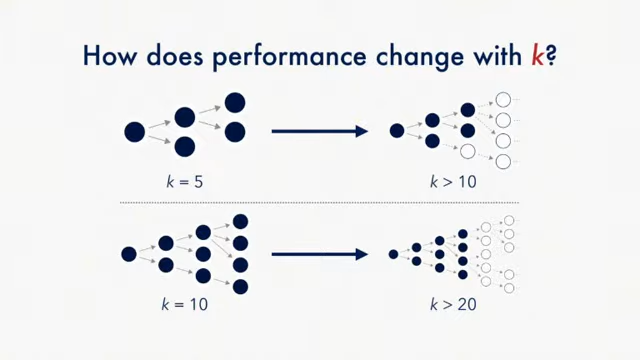 How does performance change with k?
k = 5
k > 10
k = 10
k > 20